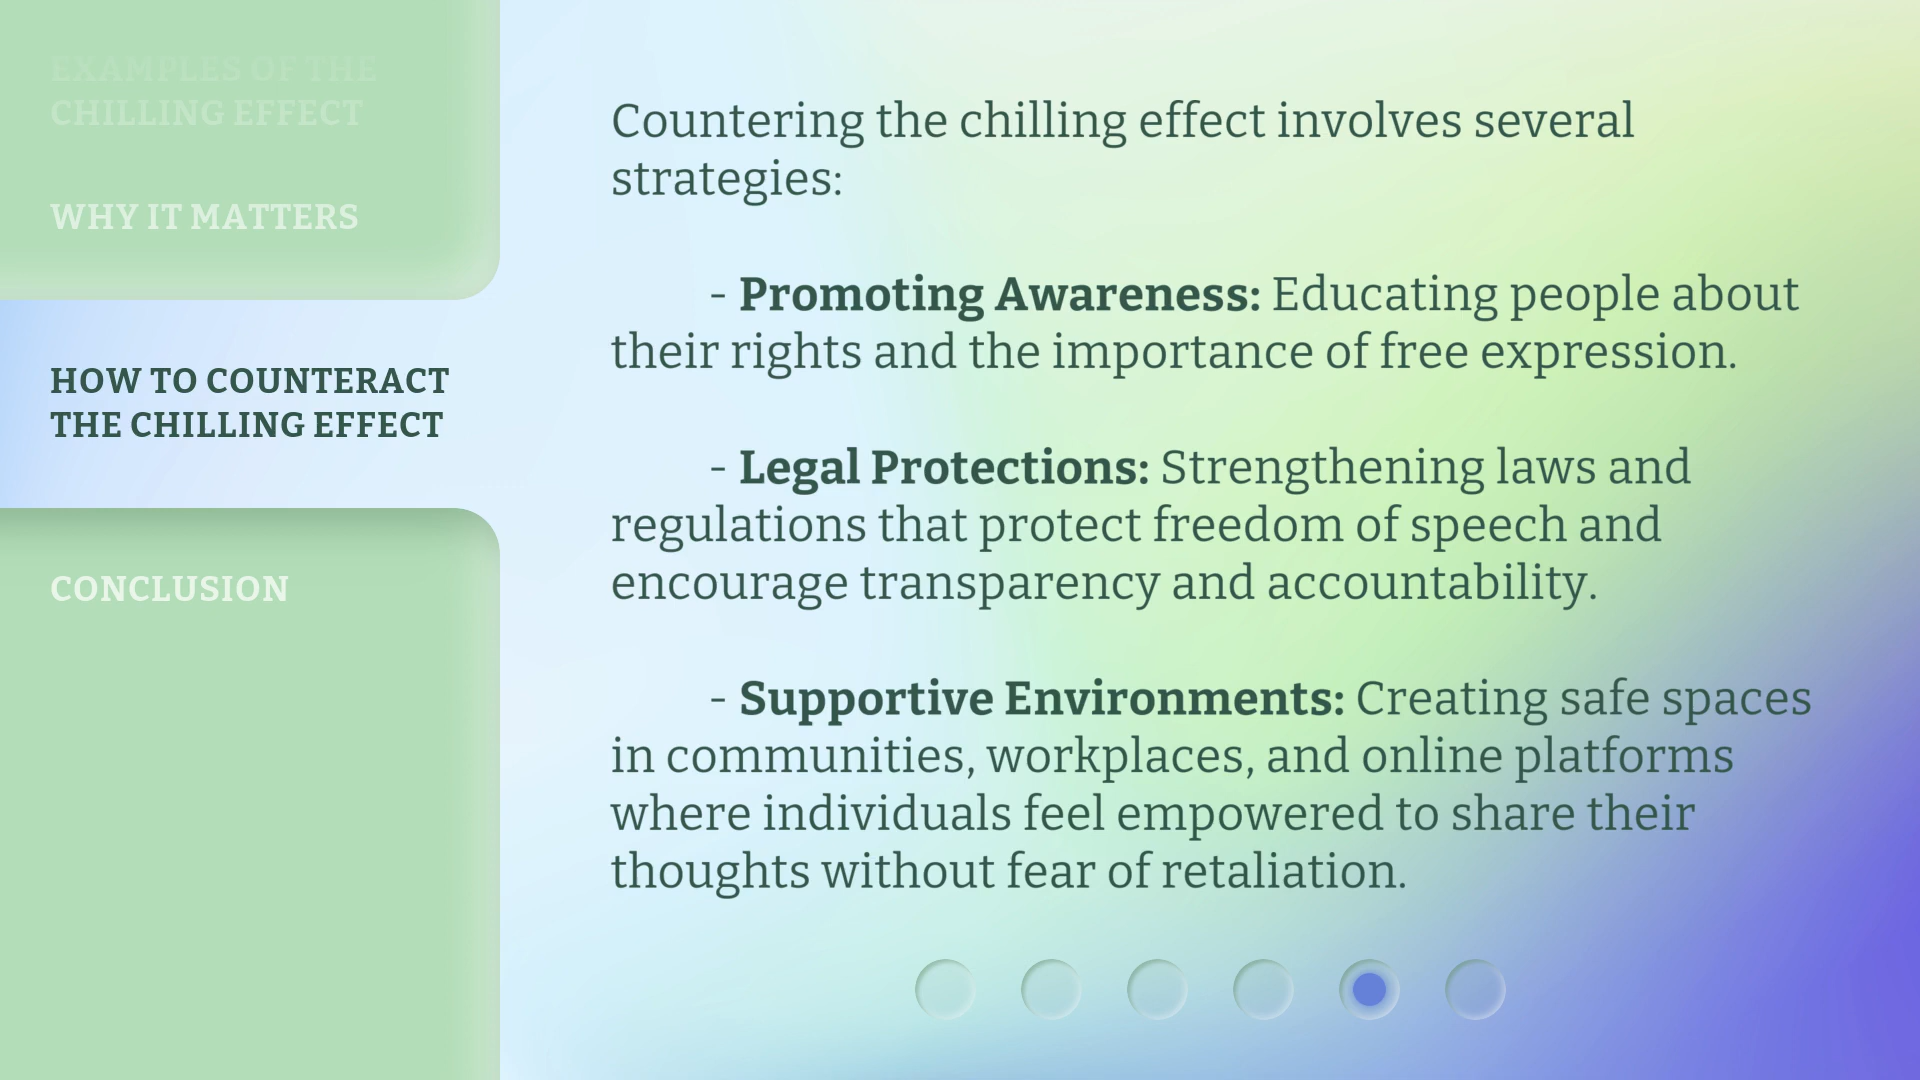 EXAMPLES OF THE
CHILLING EFFECT
WHY IT MATTERS
HOW TO COUNTERACT
THE CHILLING EFFECT
CONCLUSION
Countering the chilling effect involves several
strategies:
- Promoting Awareness: Educating people about
their rights and the importance of free expression.
- Legal Protections: Strengthening laws and
regulations that protect freedom of speech and
encourage transparency and accountability.
- Supportive Environments: Creating safe spaces
in communities, workplaces, and online platforms
where individuals feel empowered to share their
thoughts without fear of retaliation.